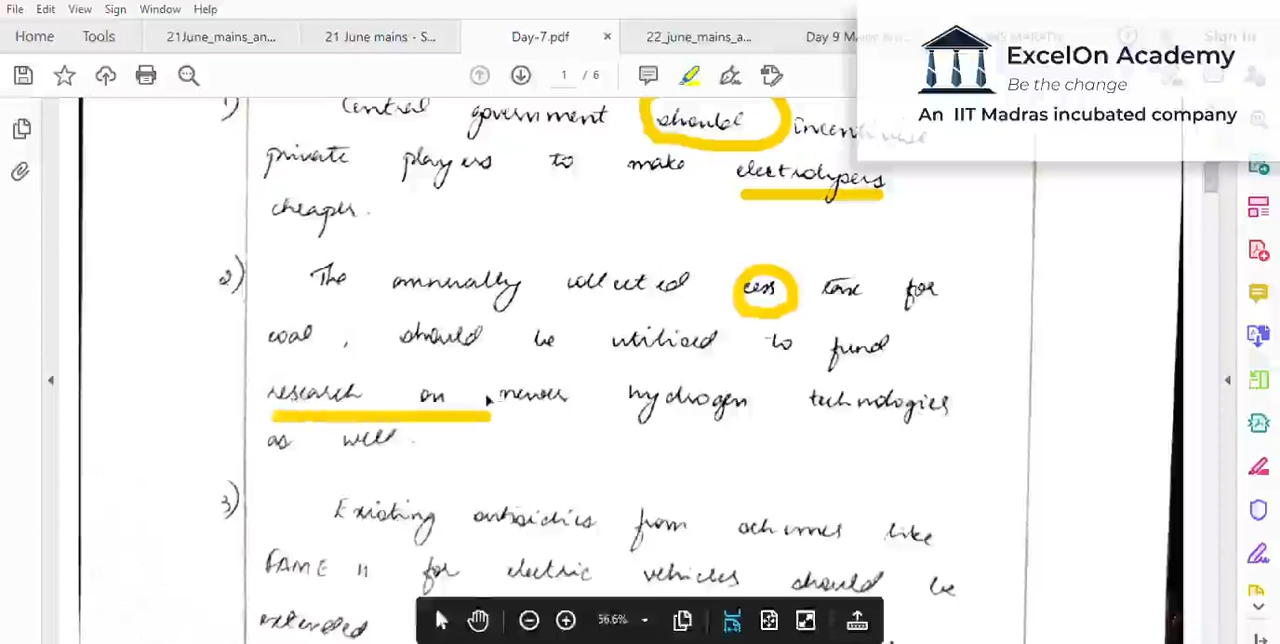 File Edit View Sign Window Help
Home Tools 21June_mains_an... 21 June mains - S... Day-7.pdf × 22_june_mains_a... Day 9 M
ExcelOn Academy
Be the change
An IIT Madras incubated company
1 / 6
1) Central government should incentivise
private players to make electrolypers
cheaper.
2) The annually collected cess tax for
coal, should be utilised to fund
research on newer hydrogen technologies
as well.
3) Existing subsidies from schemes like
FAME II for electric vehicles should be
extended
56.6%